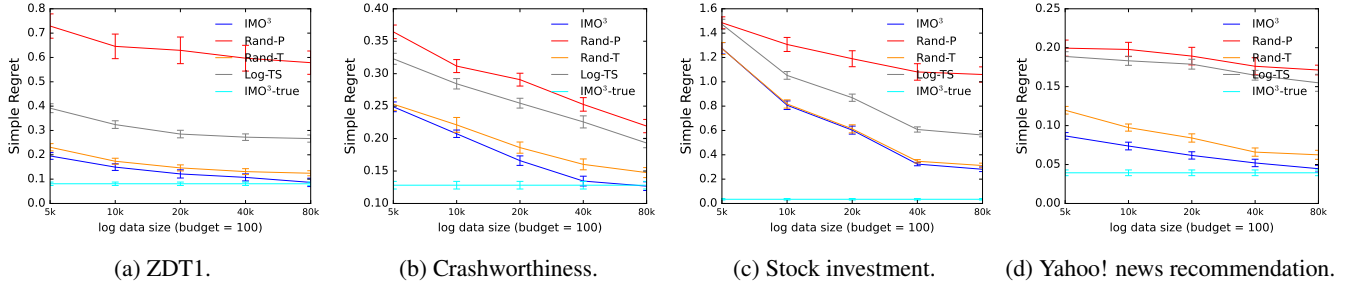 Simple Regret
0.8
0.7
0.6
0.5
0.4
0.3
0.2
0.1
0.0
5k 10k 20k 40k 80k
log data size (budget = 100)
IMO³
Rand-P
Rand-T
Log-TS
IMO³-true
(a) ZDT1.
Simple Regret
0.40
0.35
0.30
0.25
0.20
0.15
0.10
5k 10k 20k 40k 80k
log data size (budget = 100)
IMO³
Rand-P
Rand-T
Log-TS
IMO³-true
(b) Crashworthiness.
Simple Regret
1.6
1.4
1.2
1.0
0.8
0.6
0.4
0.2
0.0
5k 10k 20k 40k 80k
log data size (budget = 100)
IMO³
Rand-P
Rand-T
Log-TS
IMO³-true
(c) Stock investment.
Simple Regret
0.25
0.20
0.15
0.10
0.05
0.00
5k 10k 20k 40k 80k
log data size (budget = 100)
IMO³
Rand-P
Rand-T
Log-TS
IMO³-true
(d) Yahoo! news recommendation.